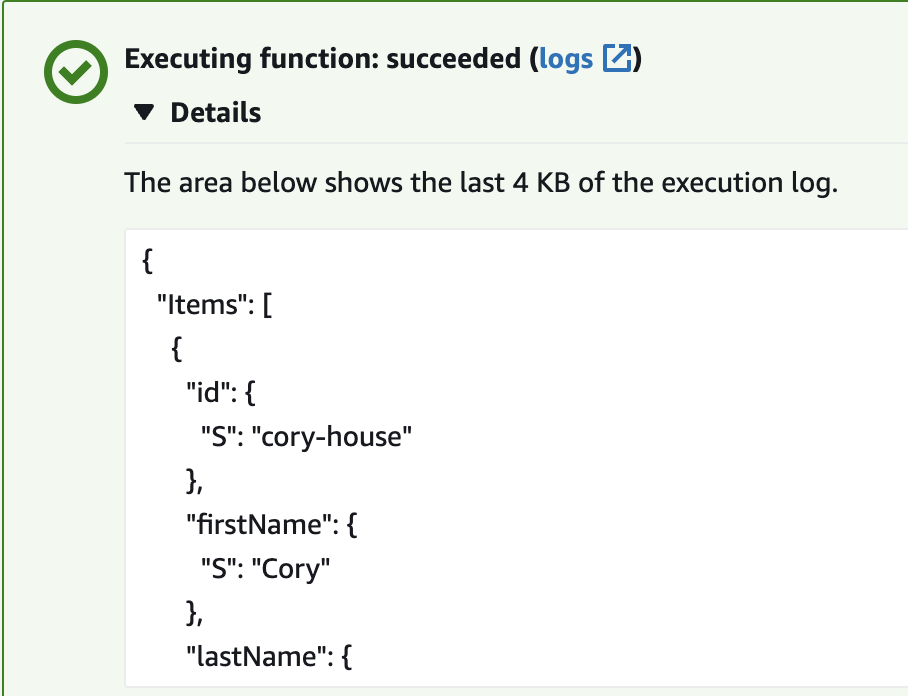 Executing function: succeeded (logs)
Details
The area below shows the last 4 KB of the execution log.
{
"Items": [
{
"id": {
"S": "cory-house"
},
"firstName": {
"S": "Cory"
},
"lastName": {